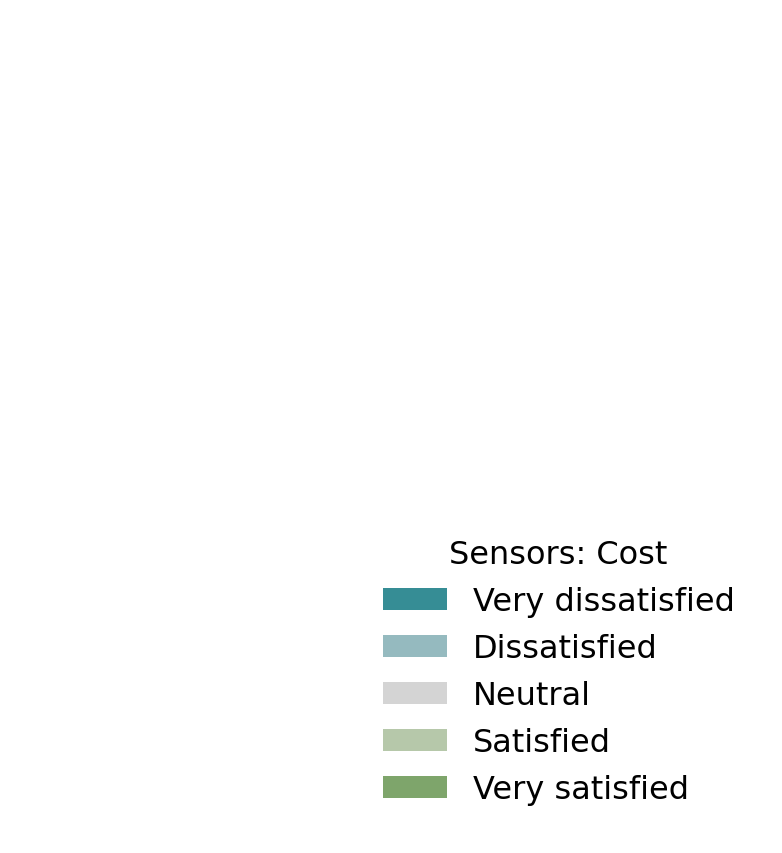 Sensors: Cost
Very dissatisfied
Dissatisfied
Neutral
Satisfied
Very satisfied